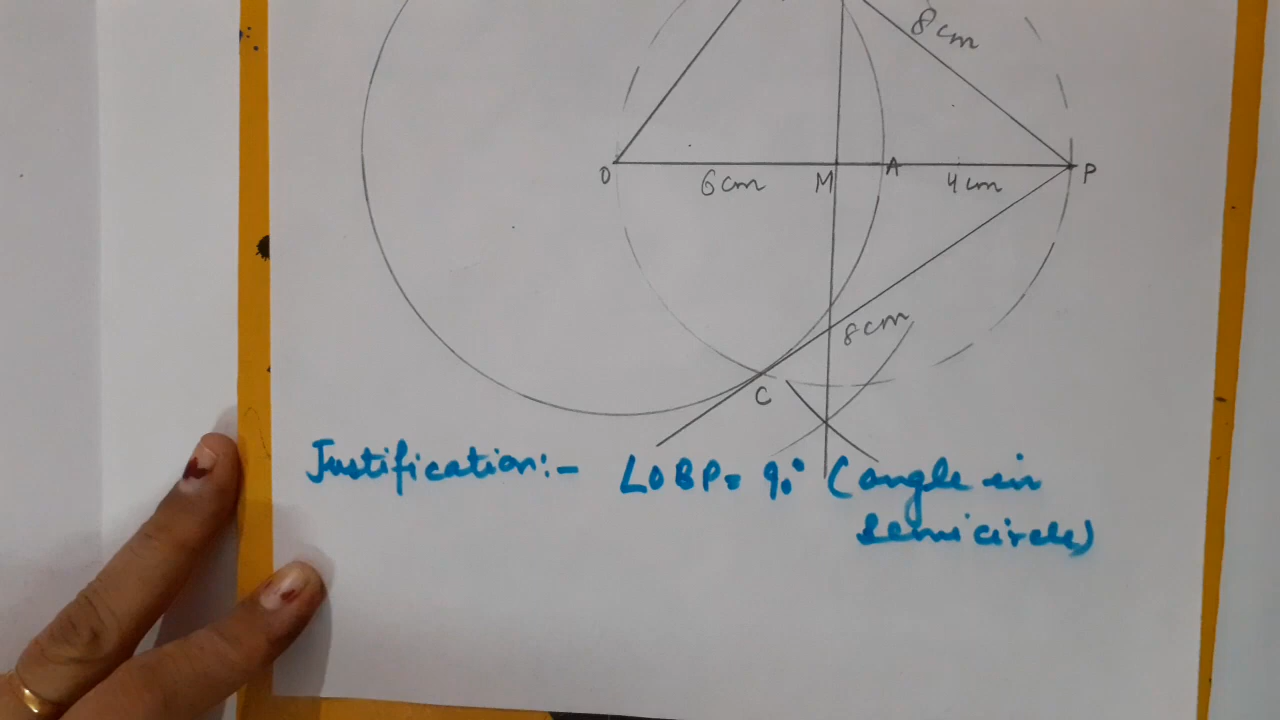 8cm
O 6cm M A 4cm P
8cm
C
Justification:- ∠OBP = 90° (angle in
semicircle)